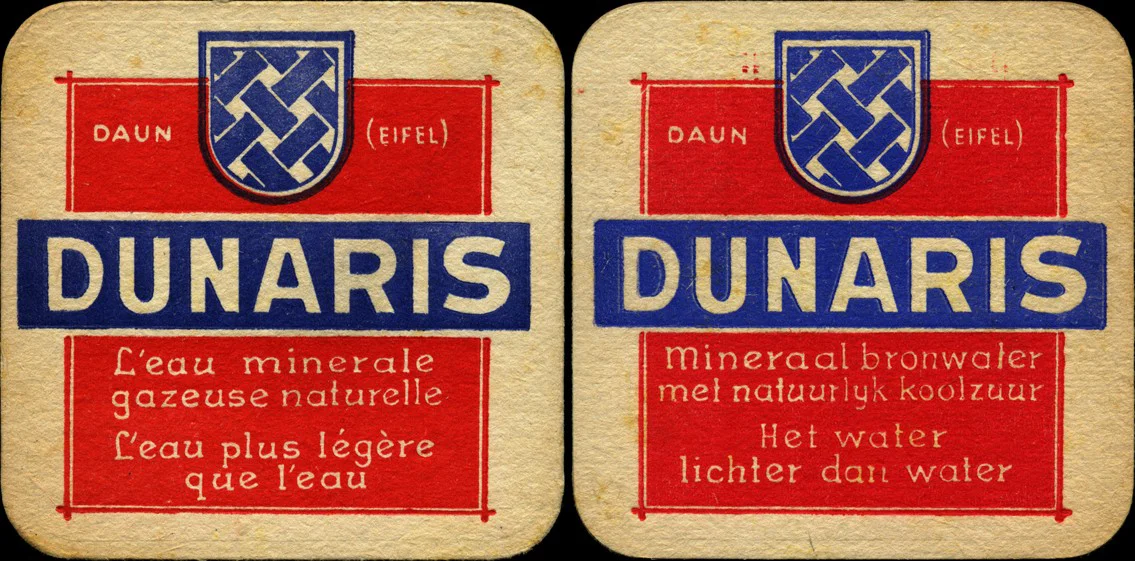 DAUN (EIFEL)
DUNARIS
L'eau minerale
gazeuse naturelle
L'eau plus légère
que l'eau
DAUN (EIFEL)
DUNARIS
Mineraal bronwater
met natuurlyk koolzuur
Het water
lichter dan water